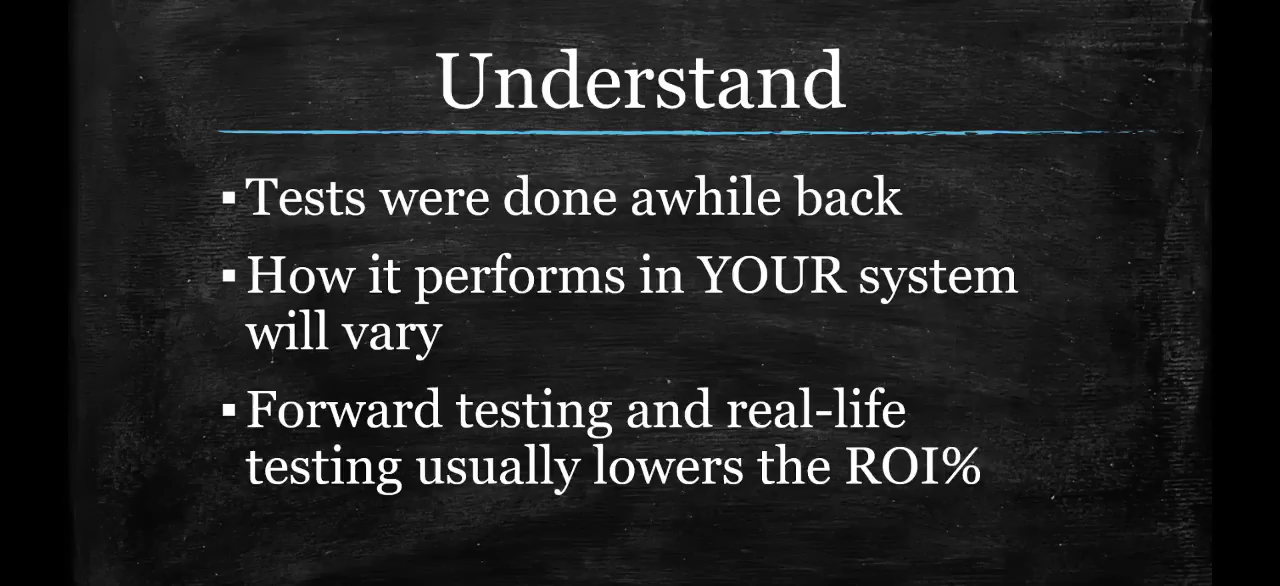 Understand
▪ Tests were done awhile back
▪ How it performs in YOUR system
will vary
▪ Forward testing and real-life
testing usually lowers the ROI%